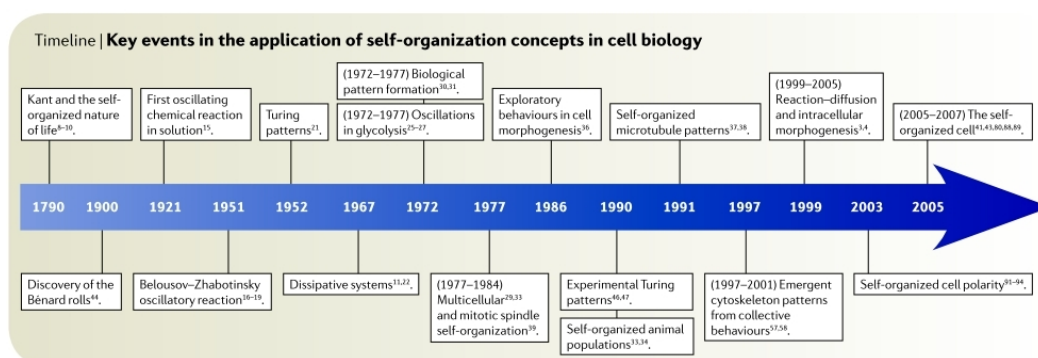 Timeline | Key events in the application of self-organization concepts in cell biology
Kant and the self-
organized nature
of life8–10.
First oscillating
chemical reaction
in solution15.
Turing
patterns21.
(1972–1977) Biological
pattern formation30,31.
(1972–1977) Oscillations
in glycolysis25–27.
Exploratory
behaviours in cell
morphogenesis36.
Self-organized
microtubule patterns37,38.
(1999–2005)
Reaction–diffusion
and intracellular
morphogenesis3,4.
(2005–2007) The self-
organized cell41,43,80,88,89.
1790 1900 1921 1951 1952 1967 1972 1977 1986 1990 1991 1997 1999 2003 2005
Discovery of the
Bénard rolls44.
Belousov–Zhabotinsky
oscillatory reaction16–19.
Dissipative systems11,22.
(1977–1984)
Multicellular29,33
and mitotic spindle
self-organization39.
Experimental Turing
patterns46,47.
Self-organized animal
populations33,34.
(1997–2001) Emergent
cytoskeleton patterns
from collective
behaviours57,58.
Self-organized cell polarity91–94.